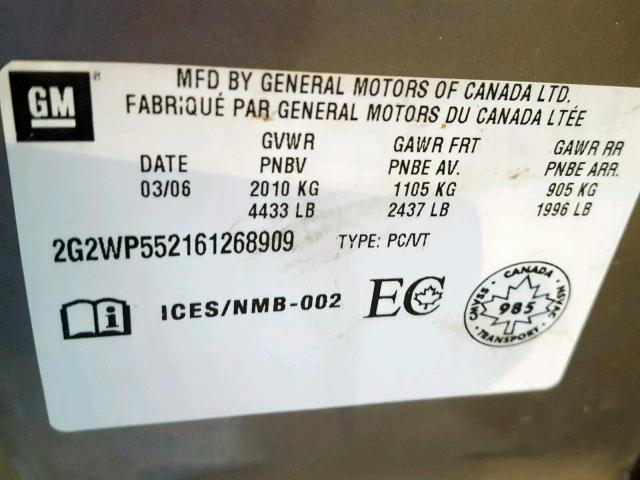 GM
MFD BY GENERAL MOTORS OF CANADA LTD.
FABRIQUÉ PAR GENERAL MOTORS DU CANADA LTÉE
GVWR GAWR FRT GAWR RR
DATE PNBV PNBE AV. PNBE ARR.
03/06 2010 KG 1105 KG 905 KG
4433 LB 2437 LB 1996 LB
2G2WP552161268909 TYPE: PC/VT
i ICES/NMB-002 EC
CANADA
CMVSS 985 NSVAC
TRANSPORT